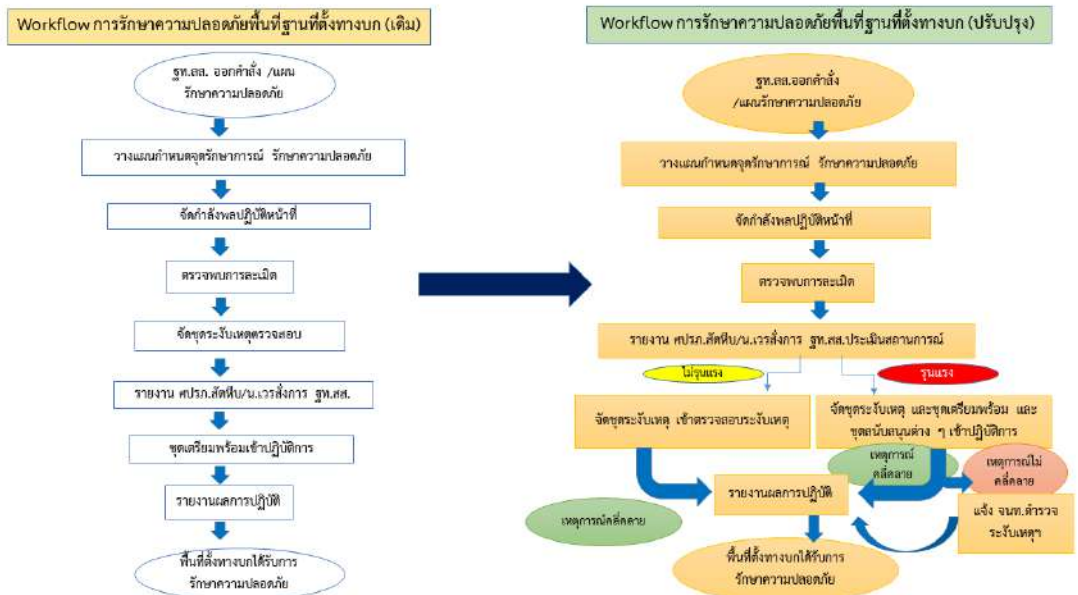 Workflow การรักษาความปลอดภัยพื้นที่ฐานที่ตั้งทางบก (เดิม)
ฐท.สส. ออกคำสั่ง /แผน
รักษาความปลอดภัย
วางแผนกำหนดจุดรักษาการณ์ รักษาความปลอดภัย
จัดกำลังพลปฏิบัติหน้าที่
ตรวจพบการละเมิด
จัดชุดระงับเหตุตรวจสอบ
รายงาน ศปรภ.สัตหีบ/น.เวรสั่งการ ฐท.สส.
ชุดเตรียมพร้อมเข้าปฏิบัติการ
รายงานผลการปฏิบัติ
พื้นที่ตั้งทางบกได้รับการ
รักษาความปลอดภัย
Workflow การรักษาความปลอดภัยพื้นที่ฐานที่ตั้งทางบก (ปรับปรุง)
ฐท.สส.ออกคำสั่ง
/แผนรักษาความปลอดภัย
วางแผนกำหนดจุดรักษาการณ์ รักษาความปลอดภัย
จัดกำลังพลปฏิบัติหน้าที่
ตรวจพบการละเมิด
รายงาน ศปรภ.สัตหีบ/น.เวรสั่งการ ฐท.สส.ประเมินสถานการณ์
ไม่รุนแรง
รุนแรง
จัดชุดระงับเหตุ เข้าตรวจสอบระงับเหตุ
จัดชุดระงับเหตุ และชุดเตรียมพร้อม และ
ชุดสนับสนุนต่าง ๆ เข้าปฏิบัติการ
เหตุการณ์
คลี่คลาย
เหตุการณ์ไม่
คลี่คลาย
รายงานผลการปฏิบัติ
เหตุการณ์คลี่คลาย
แจ้ง จนท.ตำรวจ
ระงับเหตุฯ
พื้นที่ตั้งทางบกได้รับการ
รักษาความปลอดภัย